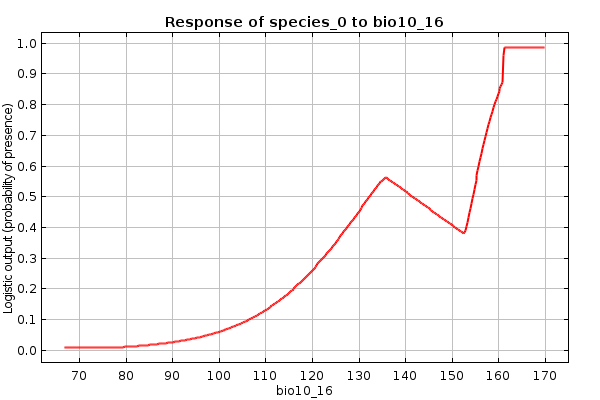 Response of species_0 to bio10_16
Logistic output (probability of presence)
1.0
0.9
0.8
0.7
0.6
0.5
0.4
0.3
0.2
0.1
0.0
70 80 90 100 110 120 130 140 150 160 170
bio10_16